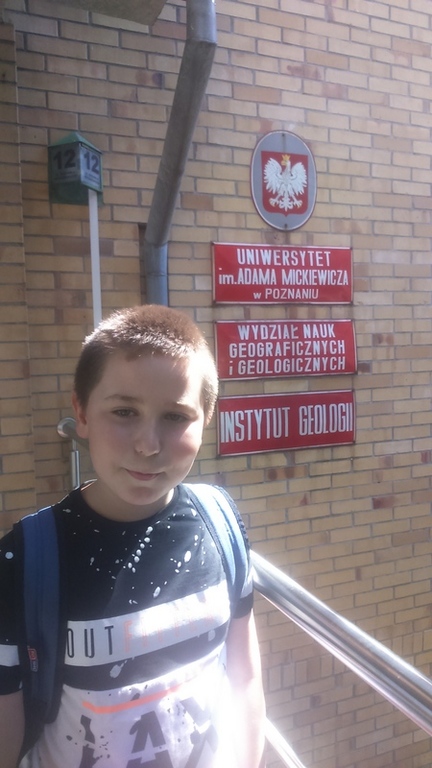 12 12
UNIWERSYTET
im. ADAMA MICKIEWICZA
w POZNANIU
WYDZIAŁ NAUK
GEOGRAFICZNYCH
i GEOLOGICZNYCH
INSTYTUT GEOLOGII
OUT